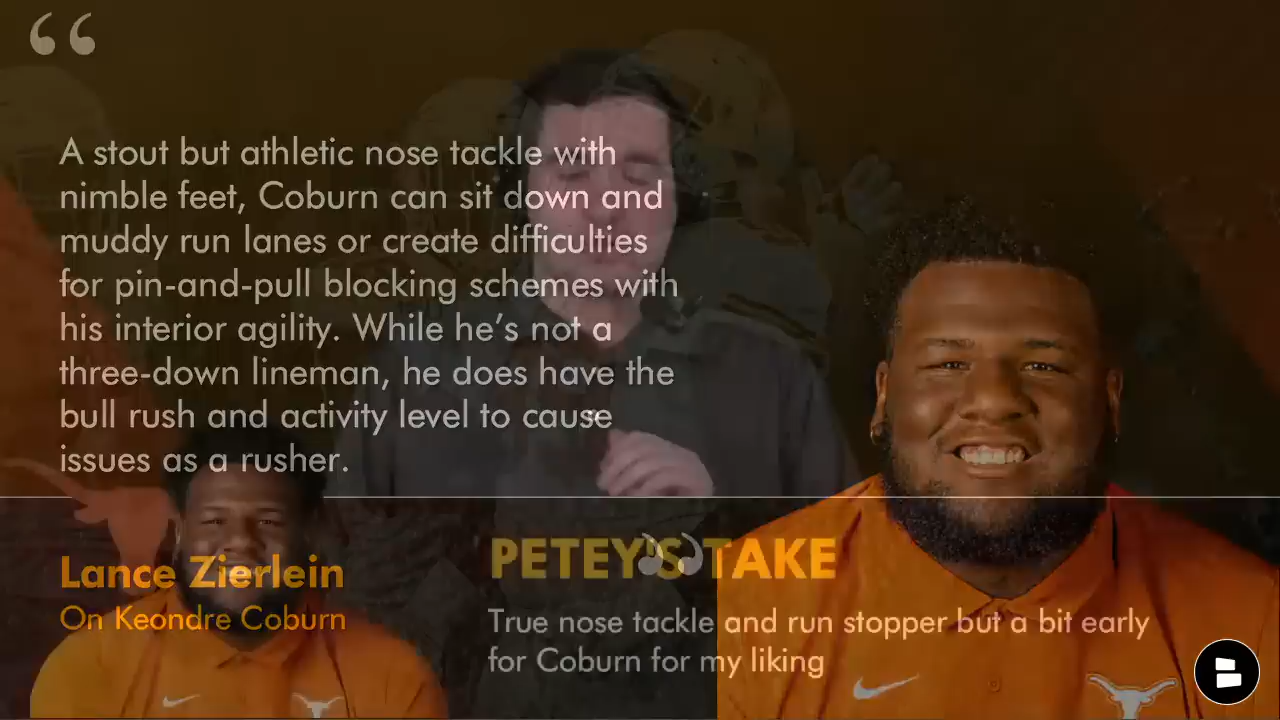 “
A stout but athletic nose tackle with
nimble feet, Coburn can sit down and
muddy run lanes or create difficulties
for pin-and-pull blocking schemes with
his interior agility. While he’s not a
three-down lineman, he does have the
bull rush and activity level to cause
issues as a rusher.
”
Lance Zierlein
On Keondre Coburn
PETEY'S TAKE
True nose tackle and run stopper but a bit early
for Coburn for my liking